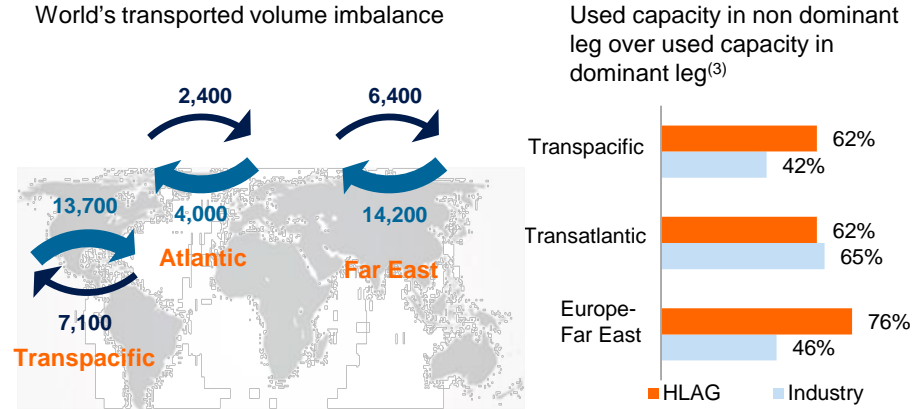 World's transported volume imbalance
2,400
6,400
13,700
4,000
14,200
Atlantic
Far East
7,100
Transpacific
Used capacity in non dominant
leg over used capacity in
dominant leg(3)
Transpacific
62%
42%
Transatlantic
62%
65%
Europe-
Far East
76%
46%
HLAG
Industry